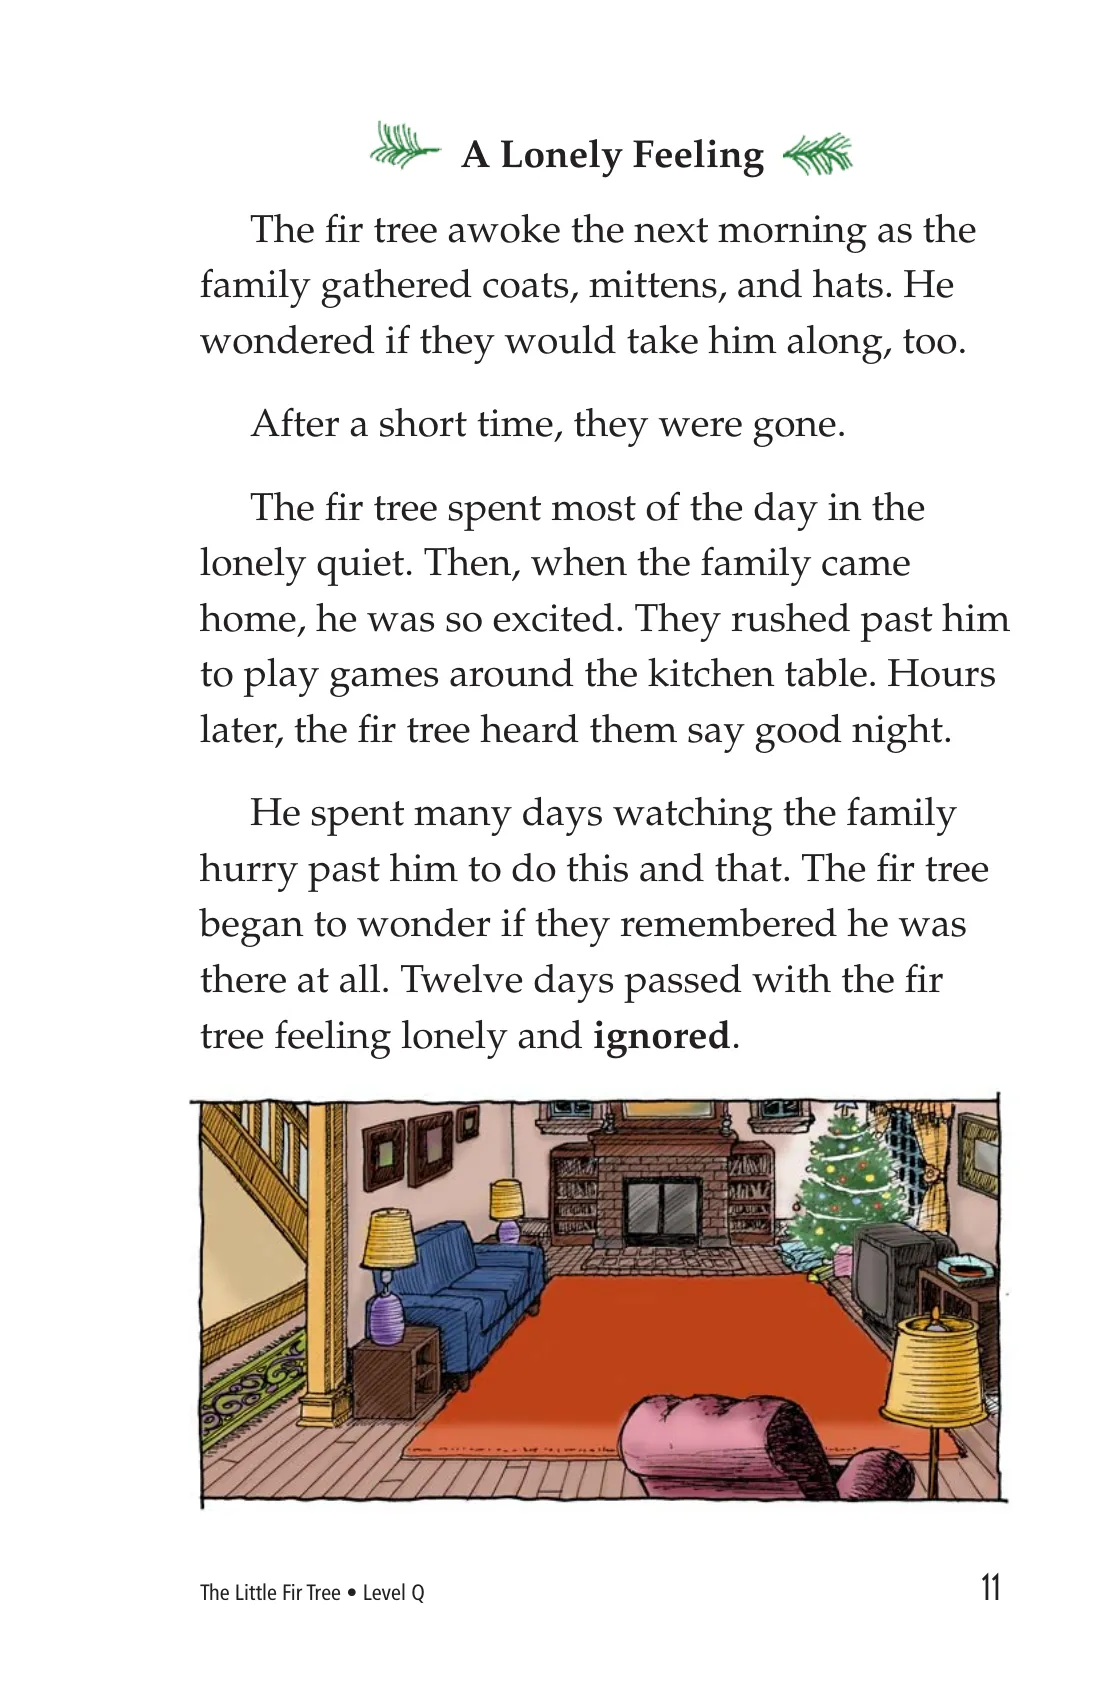 A Lonely Feeling
The fir tree awoke the next morning as the
family gathered coats, mittens, and hats. He
wondered if they would take him along, too.
After a short time, they were gone.
The fir tree spent most of the day in the
lonely quiet. Then, when the family came
home, he was so excited. They rushed past him
to play games around the kitchen table. Hours
later, the fir tree heard them say good night.
He spent many days watching the family
hurry past him to do this and that. The fir tree
began to wonder if they remembered he was
there at all. Twelve days passed with the fir
tree feeling lonely and ignored.
The Little Fir Tree • Level Q
11